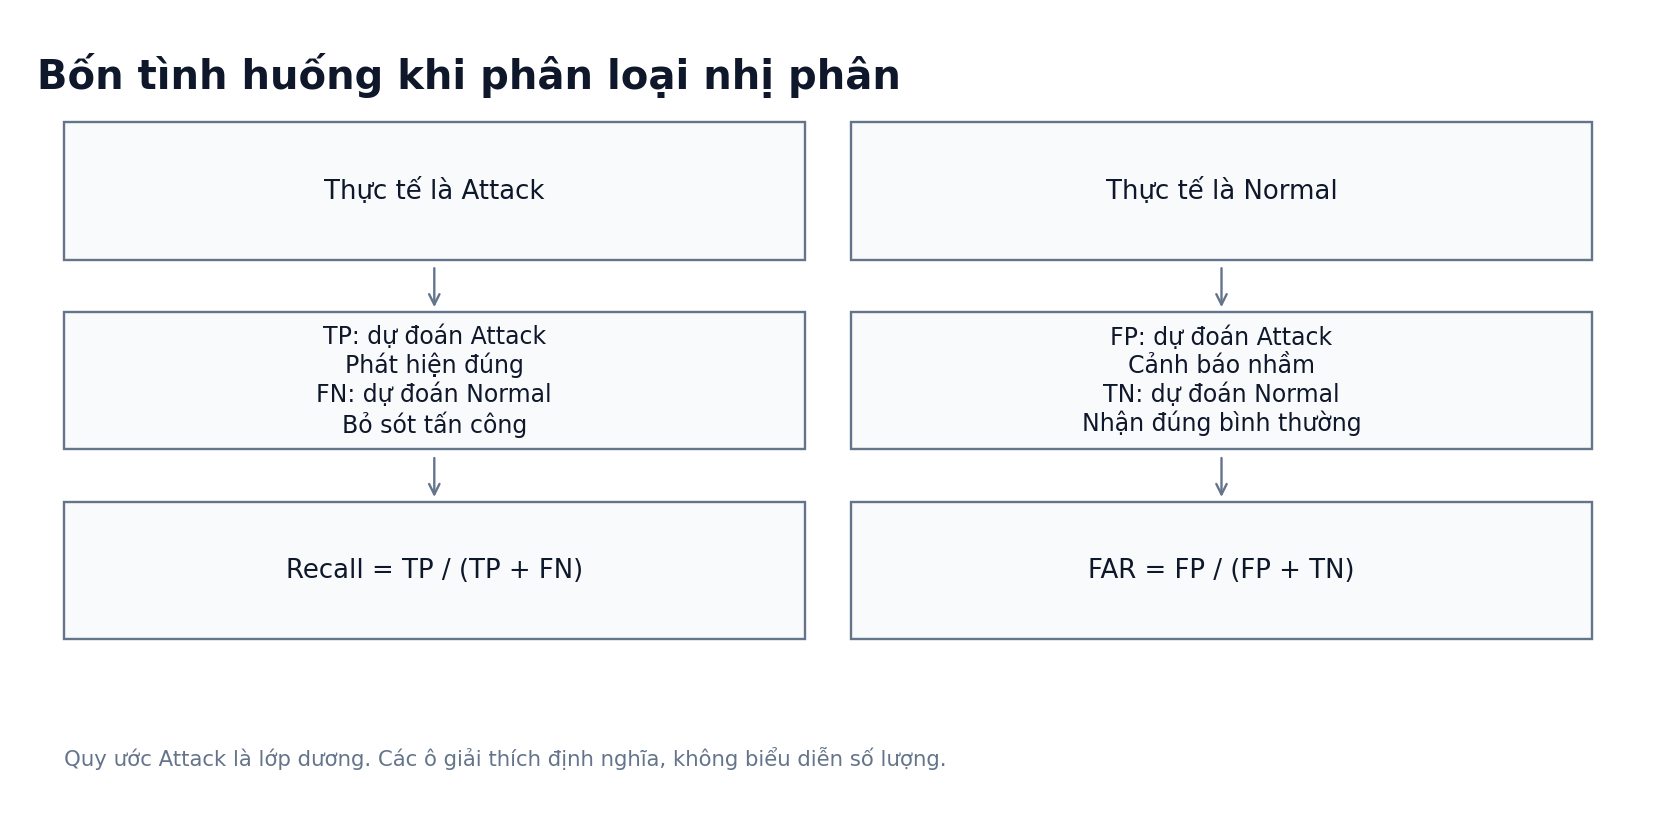 Bốn tình huống khi phân loại nhị phân
Thực tế là Attack
Thực tế là Normal
TP: dự đoán Attack
Phát hiện đúng
FN: dự đoán Normal
Bỏ sót tấn công
FP: dự đoán Attack
Cảnh báo nhầm
TN: dự đoán Normal
Nhận đúng bình thường
Recall = TP / (TP + FN)
FAR = FP / (FP + TN)
Quy ước Attack là lớp dương. Các ô giải thích định nghĩa, không biểu diễn số lượng.